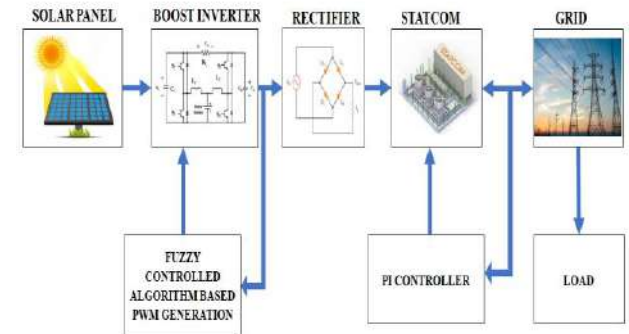 SOLAR PANEL
BOOST INVERTER
RECTIFIER
STATCOM
GRID
FUZZY
CONTROLLED
ALGORITHM BASED
PWM GENERATION
PI CONTROLLER
LOAD